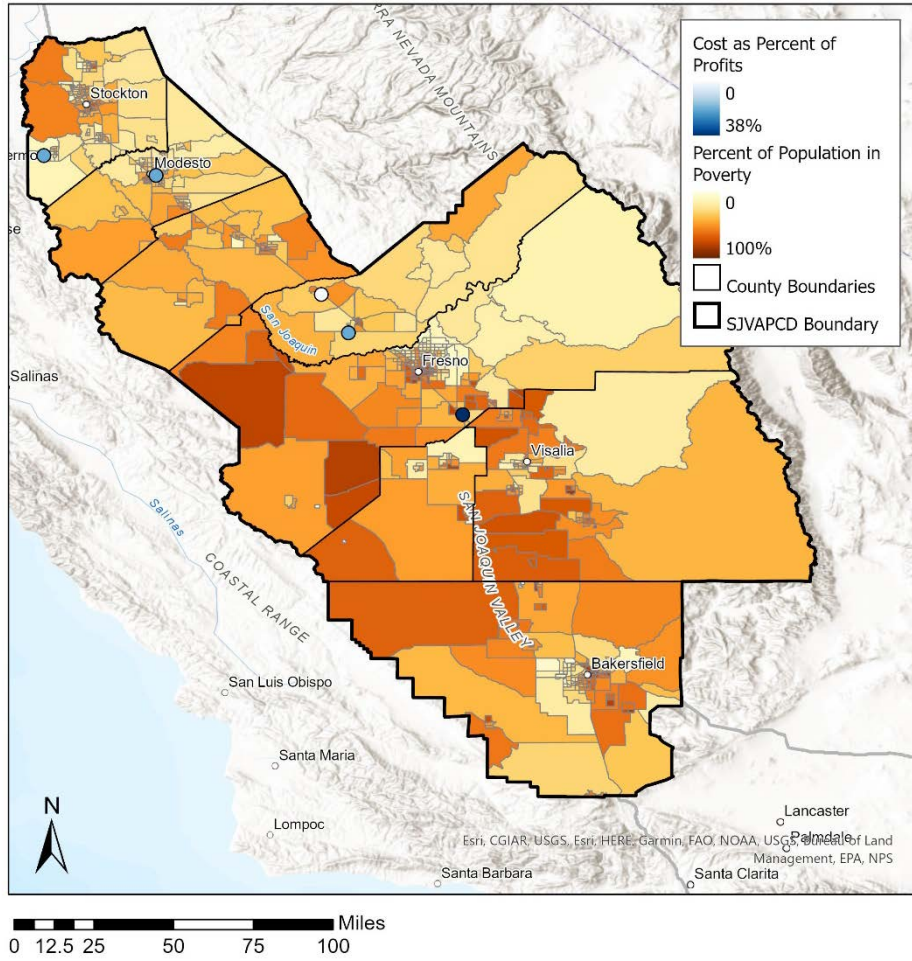 RRA NEVADA MOUNTAINS
Cost as Percent of
Profits
0
38%
Percent of Population in
Poverty
0
100%
County Boundaries
SJVAPCD Boundary
Stockton
ermo
Modesto
se
San Joaquin
Fresno
Salinas
Visalia
Salinas
SAN JOAQUIN VALLEY
COASTAL RANGE
Bakersfield
San Luis Obispo
Santa Maria
Lompoc
Lancaster
Palmdale
Esri, CGIAR, USGS, Esri, HERE, Garmin, FAO, NOAA, USGS, Bureau of Land
Management, EPA, NPS
Santa Barbara
Santa Clarita
N
Miles
0 12.5 25 50 75 100